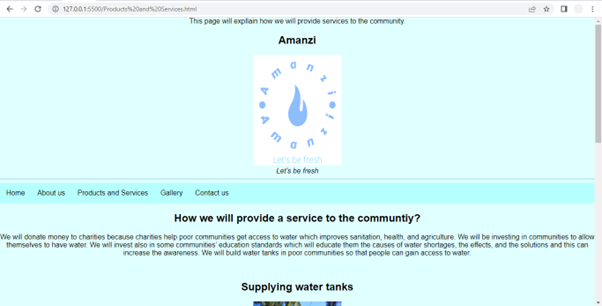 127.0.0.1:5500/Products%20and%20Services.html
This page will explain how we will provide services to the community.
Amanzi
Amanzi
Amanzi
Let's be fresh
Let's be fresh
Home Products and Services Gallery Contact us
How we will provide a service to the communtiy?
We will donate money to charities because charities help poor communities get access to water which improves sanitation, health, and agriculture. We will be investing in communities to allow
themselves to have water. We will invest also in some communities' education standards which will educate them the causes of water shortages, the effects, and the solutions and this can
increase the awareness. We will build water tanks in poor communities so that people can gain access to water.
Supplying water tanks